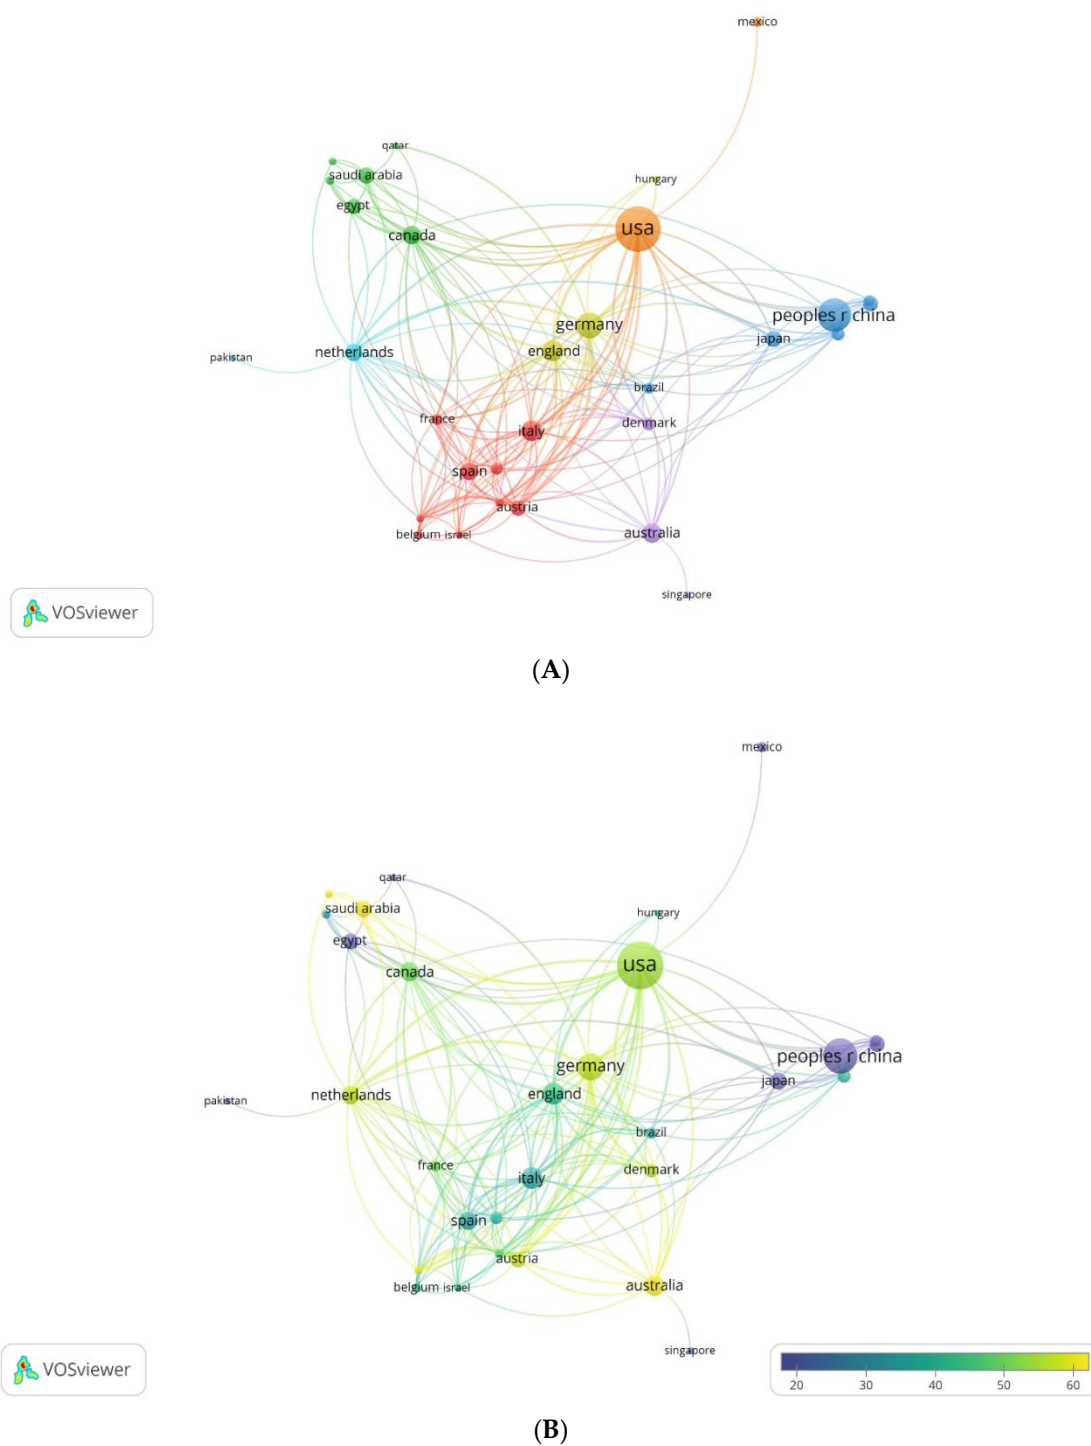 mexico
qatar
saudi arabia
hungary
egypt
usa
canada
peoples r china
germany
japan
england
netherlands
pakistan
brazil
france
denmark
italy
spain
austria
belgium
israel
australia
singapore
VOSviewer
(A)
mexico
qatar
saudi arabia
hungary
egypt
usa
canada
peoples r china
germany
japan
england
netherlands
pakistan
brazil
france
denmark
italy
spain
austria
belgium
israel
australia
singapore
VOSviewer
20 30 40 50 60
(B)